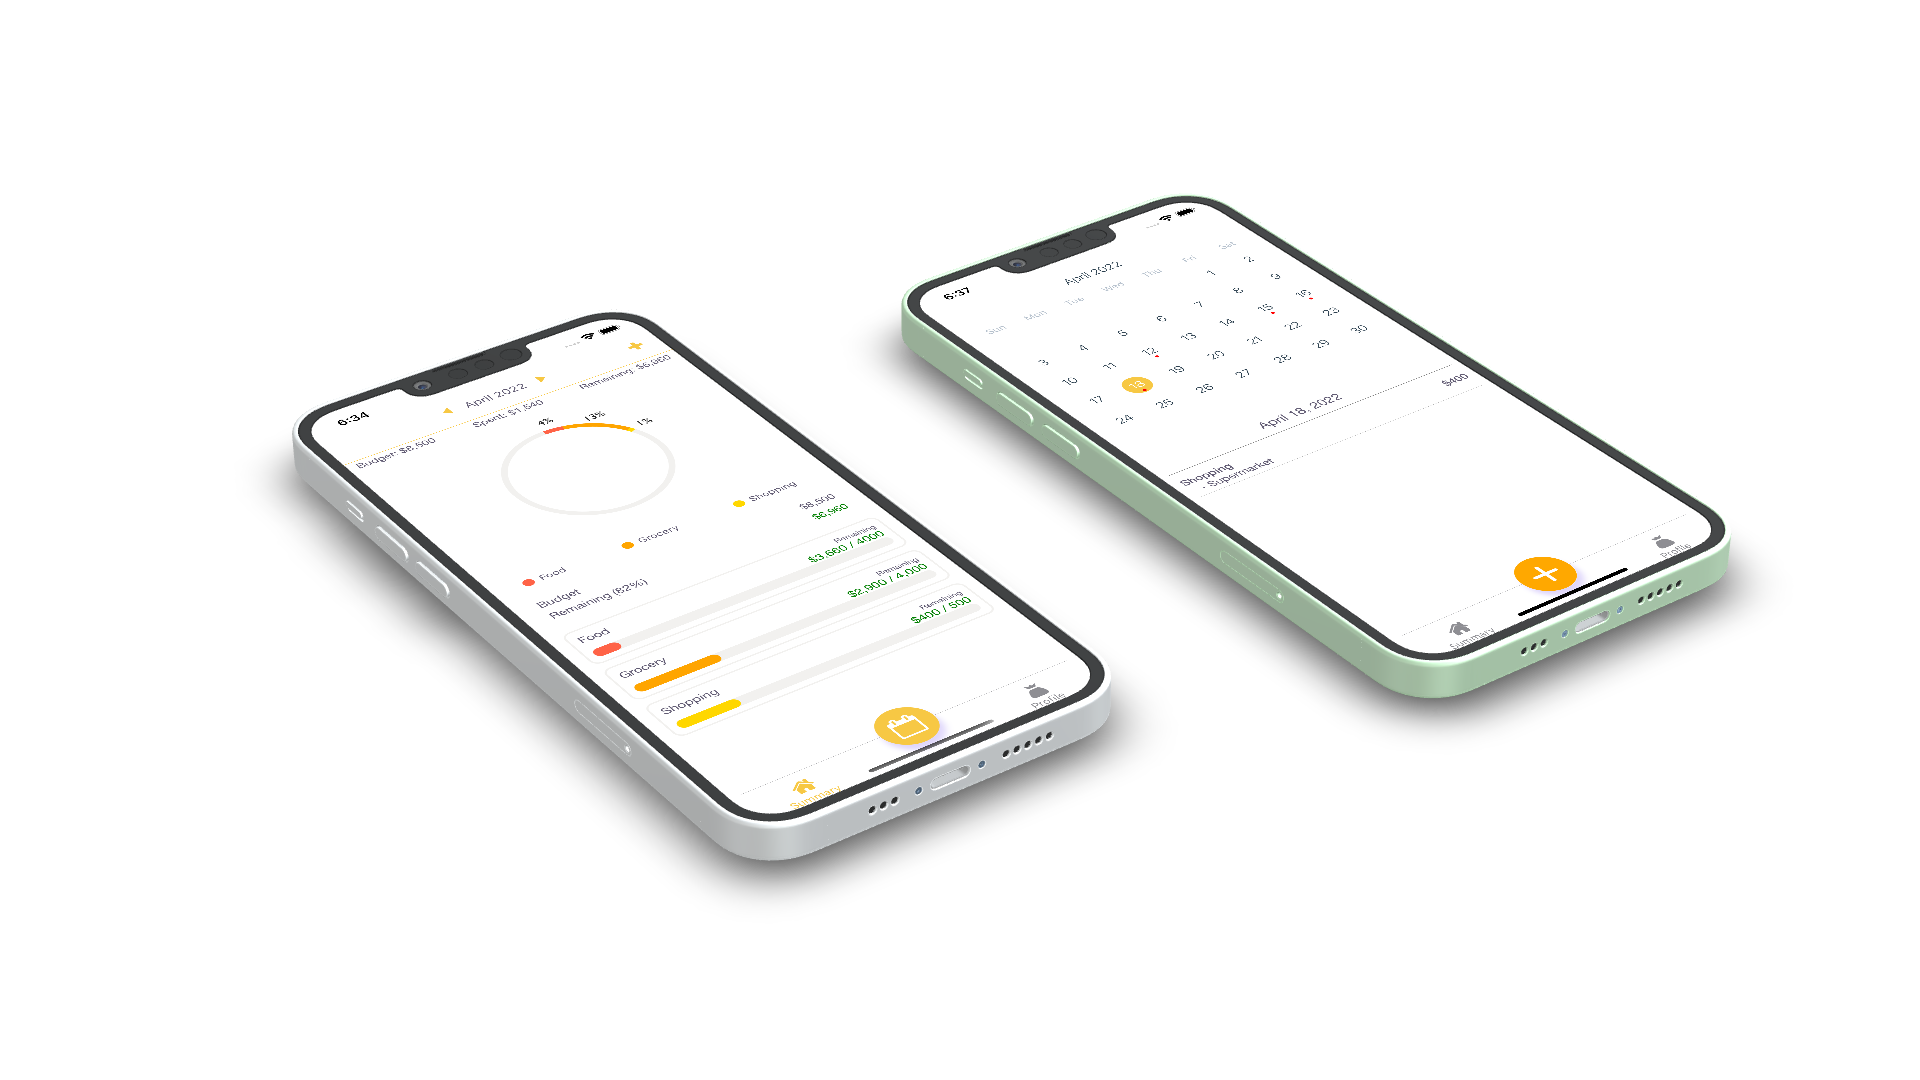 6:34
April 2022
Budget: $8,500
Spent: $1,540
Remaining: $6,960
4%
13%
1%
Food
Grocery
Shopping
Budget
$8,500
Remaining (82%)
$6,960
Food
Remaining
$3,660 / 4000
Grocery
Remaining
$2,900 / 4,000
Shopping
Remaining
$400 / 500
Summary
Profile
6:37
April 2022
Sun Mon Tue Wed Thu Fri Sat
1 2
3 4 5 6 7 8 9
10 11 12 13 14 15 16
17 18 19 20 21 22 23
24 25 26 27 28 29 30
April 18, 2022
Shopping
$400
- Supermarket
Summary
Profile